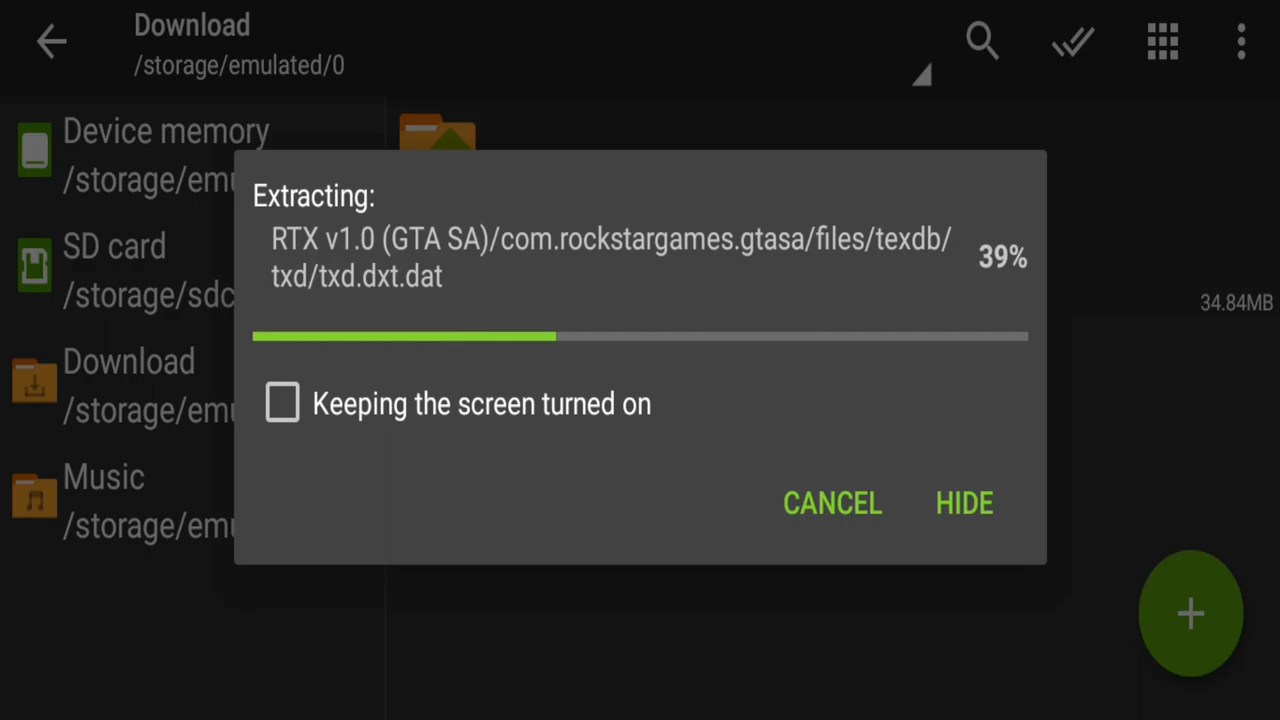 Download
/storage/emulated/0
Device memory
/storage/emu
SD card
/storage/sdc
Download
/storage/emu
Music
/storage/emu
34.84MB
Extracting:
RTX v1.0 (GTA SA)/com.rockstargames.gtasa/files/texdb/
txd/txd.dxt.dat
39%
Keeping the screen turned on
CANCEL
HIDE